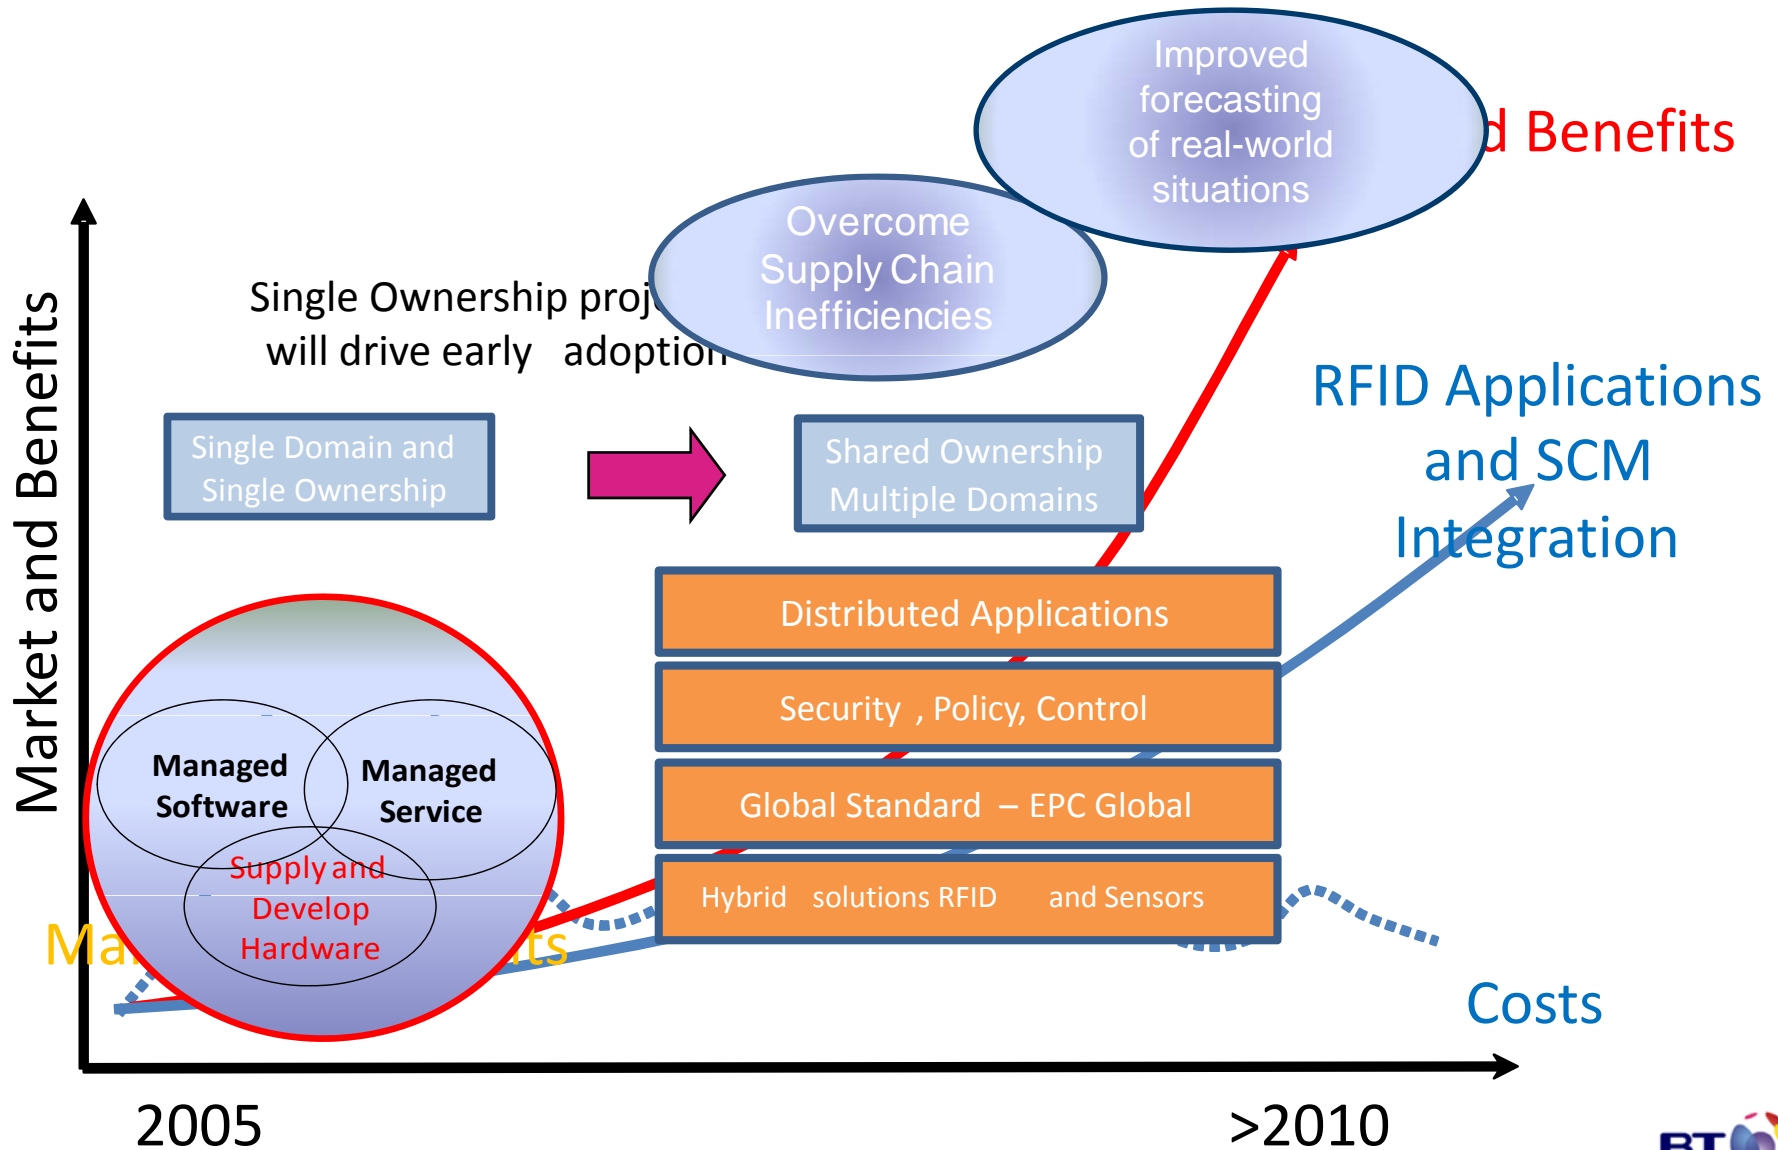 Improved
forecasting
of real-world
situations
Benefits
Overcome
Supply Chain
Inefficiencies
Single Ownership
will drive early adoption
Market and Benefits
RFID Applications
and SCM
Integration
Single Domain and
Single Ownership
Shared Ownership
Multiple Domains
Distributed Applications
Security , Policy, Control
Global Standard – EPC Global
Hybrid solutions RFID and Sensors
Managed
Software
Managed
Service
Supply and
Develop
Hardware
Costs
2005
>2010
BT